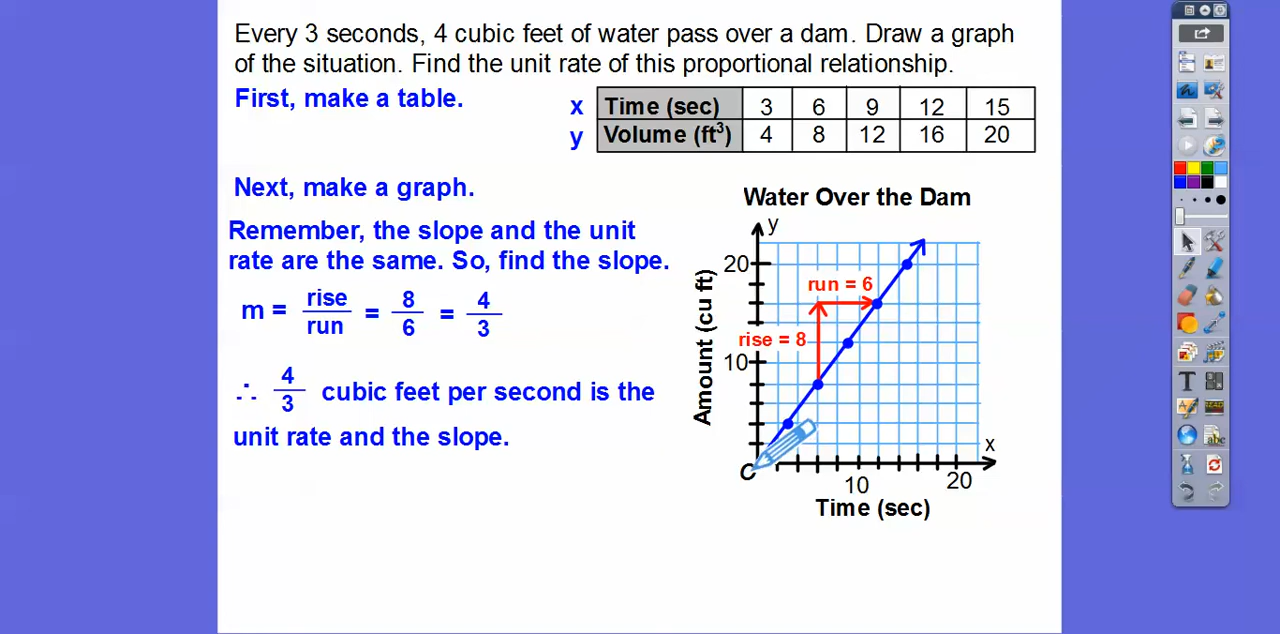 Every 3 seconds, 4 cubic feet of water pass over a dam. Draw a graph
of the situation. Find the unit rate of this proportional relationship.
First, make a table.
x Time (sec) 3 6 9 12 15
y Volume (ft³) 4 8 12 16 20
Next, make a graph.
Remember, the slope and the unit
rate are the same. So, find the slope.
m = rise/run = 8/6 = 4/3
∴ 4/3 cubic feet per second is the
unit rate and the slope.
Water Over the Dam
y
20
run = 6
rise = 8
10
Amount (cu ft)
x
10 20
Time (sec)
T
abc